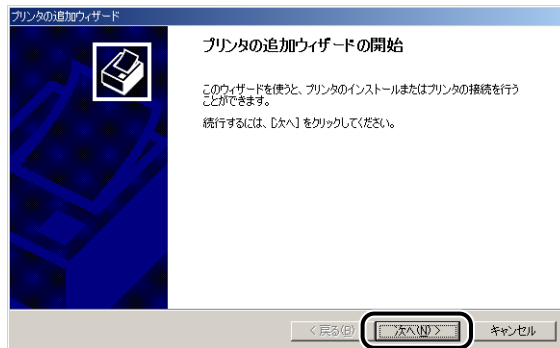 プリンタの追加ウィザード
プリンタの追加ウィザードの開始
このウィザードを使うと、プリンタのインストールまたはプリンタの接続を行う
ことができます。
続行するには、[次へ] をクリックしてください。
< 戻る(B) 次へ(N) > キャンセル